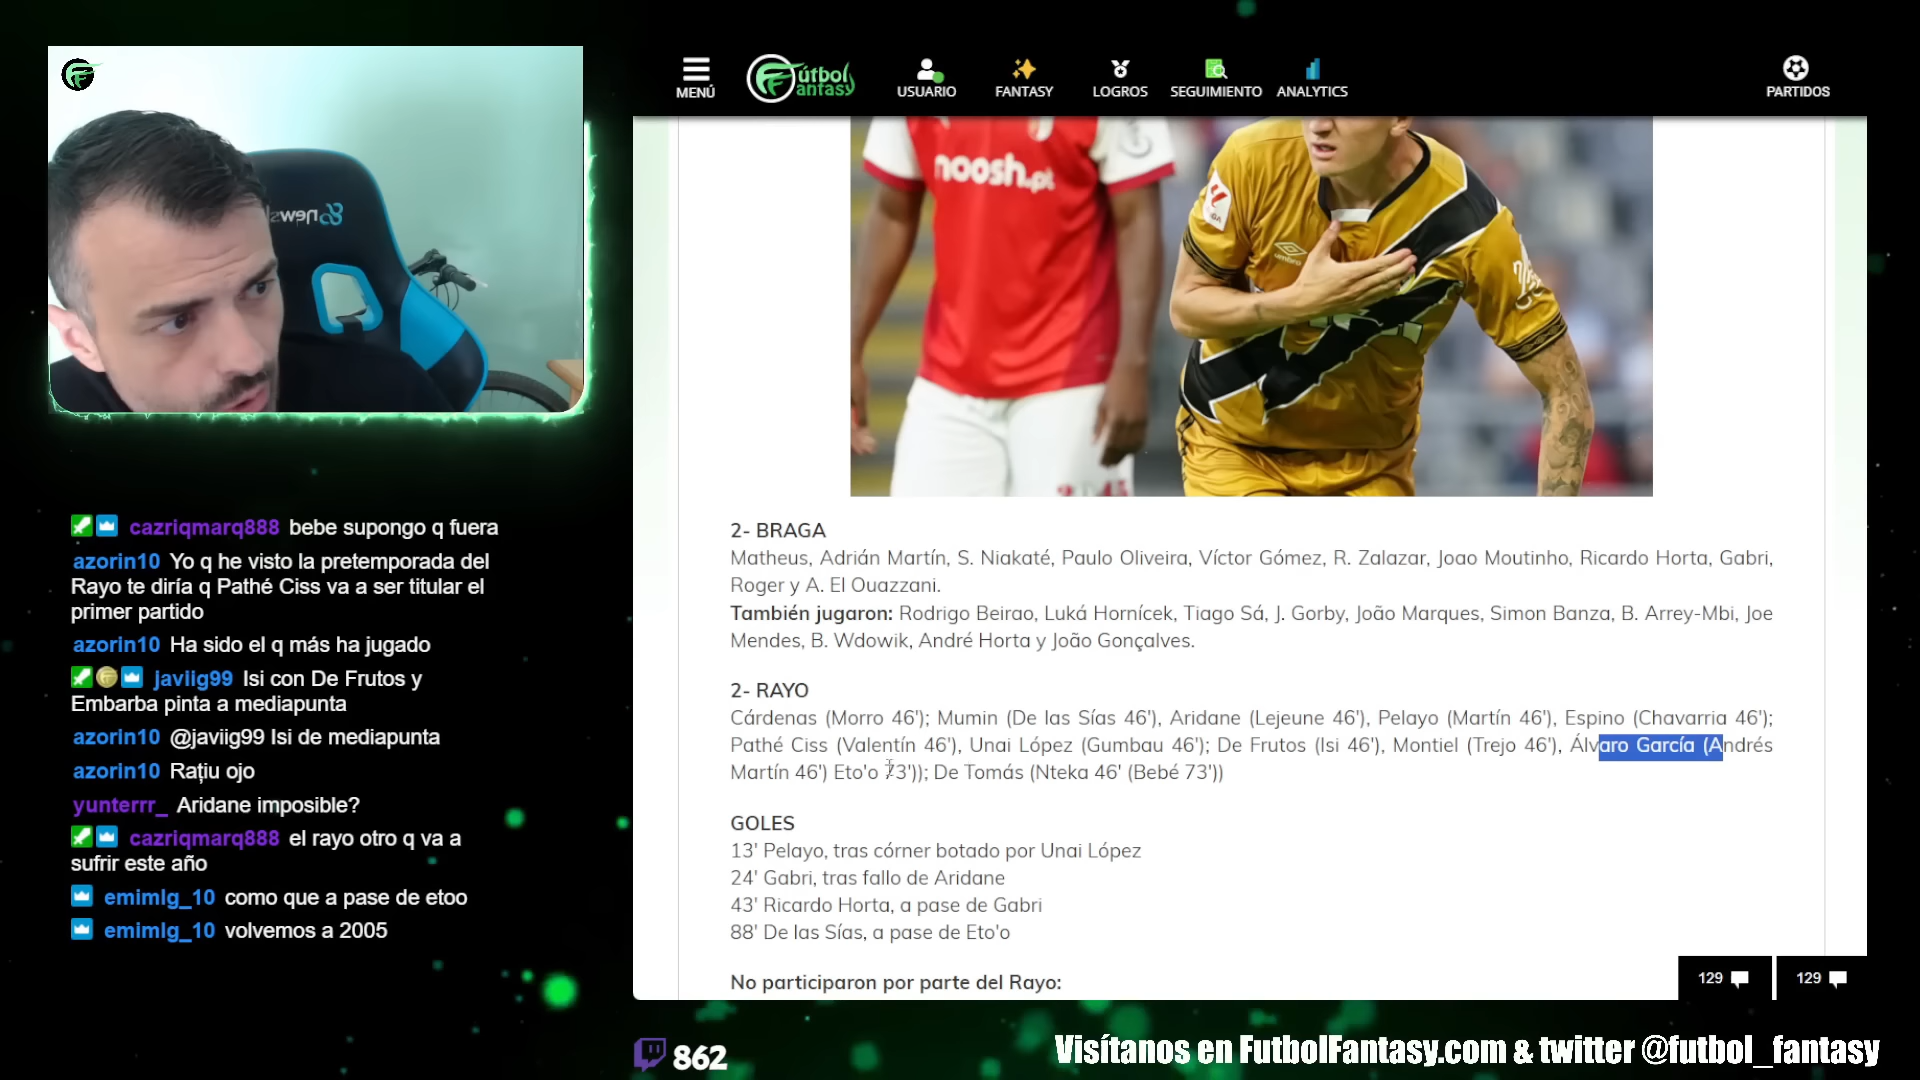 MENÚ
Fútbol
Fantasy
USUARIO
FANTASY
LOGROS
SEGUIMIENTO
ANALYTICS
PARTIDOS
noosh.pt
umbro
2- BRAGA
Matheus, Adrián Martín, S. Niakaté, Paulo Oliveira, Víctor Gómez, R. Zalazar, Joao Moutinho, Ricardo Horta, Gabri,
Roger y A. El Ouazzani.
También jugaron: Rodrigo Beirao, Luká Hornícek, Tiago Sá, J. Gorby, João Marques, Simon Banza, B. Arrey-Mbi, Joe
Mendes, B. Wdowik, André Horta y João Gonçalves.
2- RAYO
Cárdenas (Morro 46'); Mumin (De las Sías 46'), Aridane (Lejeune 46'), Pelayo (Martín 46'), Espino (Chavarria 46');
Pathé Ciss (Valentín 46'), Unai López (Gumbau 46'); De Frutos (Isi 46'), Montiel (Trejo 46'), Álvaro García (Andrés
Martín 46') Eto'o 73')); De Tomás (Nteka 46' (Bebé 73'))
GOLES
13' Pelayo, tras córner botado por Unai López
24' Gabri, tras fallo de Aridane
43' Ricardo Horta, a pase de Gabri
88' De las Sías, a pase de Eto'o
No participaron por parte del Rayo:
129
129
cazriqmarq888 bebe supongo q fuera
azorin10 Yo q he visto la pretemporada del
Rayo te diría q Pathé Ciss va a ser titular el
primer partido
azorin10 Ha sido el q más ha jugado
javiig99 Isi con De Frutos y
Embarba pinta a mediapunta
azorin10 @javiig99 Isi de mediapunta
azorin10 Rațiu ojo
yunterrr_ Aridane imposible?
cazriqmarq888 el rayo otro q va a
sufrir este año
emimlg_10 como que a pase de etoo
emimlg_10 volvemos a 2005
862
Visítanos en FutbolFantasy.com & twitter @futbol_fantasy